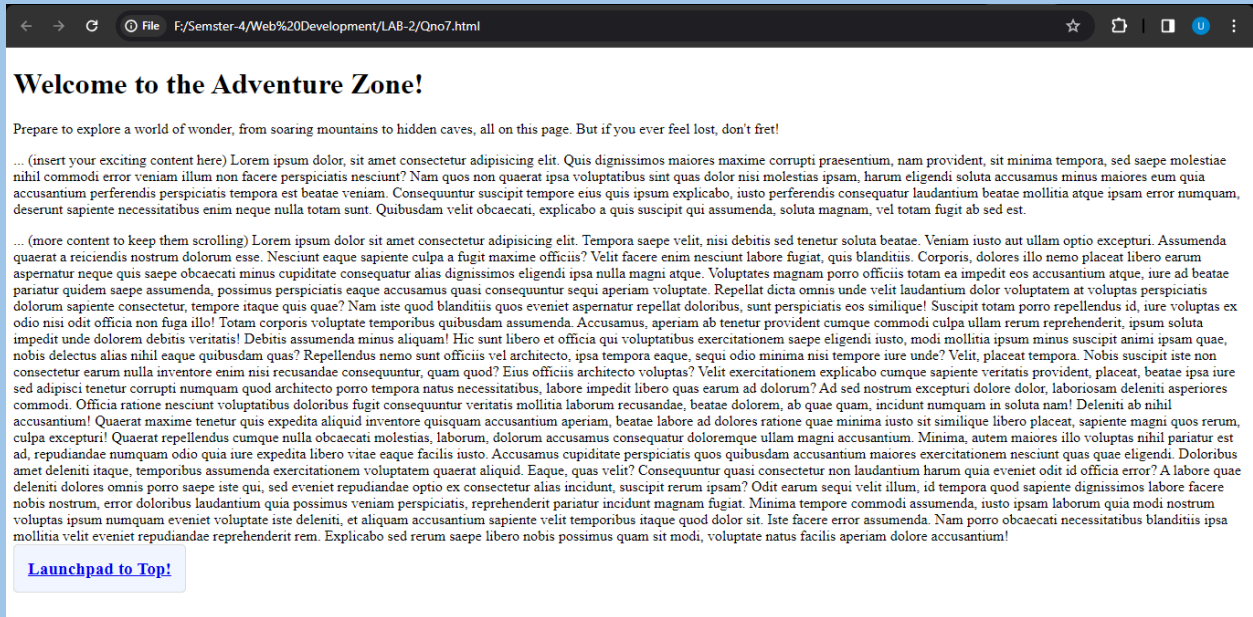 File F:/Semster-4/Web%20Development/LAB-2/Qno7.html
U
Welcome to the Adventure Zone!
Prepare to explore a world of wonder, from soaring mountains to hidden caves, all on this page. But if you ever feel lost, don't fret!
... (insert your exciting content here) Lorem ipsum dolor, sit amet consectetur adipisicing elit. Quis dignissimos maiores maxime corrupti praesentium, nam provident, sit minima tempora, sed saepe molestiae
nihil commodi error veniam illum non facere perspiciatis nesciunt? Nam quos non quaerat ipsa voluptatibus sint quas dolor nisi molestias ipsam, harum eligendi soluta accusamus minus maiores eum quia
accusantium perferendis perspiciatis tempora est beatae veniam. Consequuntur suscipit tempore eius quis ipsum explicabo, iusto perferendis consequatur laudantium beatae mollitia atque ipsam error numquam,
deserunt sapiente necessitatibus enim neque nulla totam sunt. Quibusdam velit obcaecati, explicabo a quis suscipit qui assumenda, soluta magnam, vel totam fugit ab sed est.
... (more content to keep them scrolling) Lorem ipsum dolor sit amet consectetur adipisicing elit. Tempora saepe velit, nisi debitis sed tenetur soluta beatae. Veniam iusto aut ullam optio excepturi. Assumenda
quaerat a reiciendis nostrum dolorum esse. Nesciunt eaque sapiente culpa a fugit maxime officiis? Velit facere enim nesciunt labore fugiat, quis blanditiis. Corporis, dolores illo nemo placeat libero earum
aspernatur neque quis saepe obcaecati minus cupiditate consequatur alias dignissimos eligendi ipsa nulla magni atque. Voluptates magnam porro officiis totam ea impedit eos accusantium atque, iure ad beatae
pariatur quidem saepe assumenda, possimus perspiciatis eaque accusamus quasi consequuntur sequi aperiam voluptate. Repellat dicta omnis unde velit laudantium dolor voluptatem at voluptas perspiciatis
dolorum sapiente consectetur, tempore itaque quis quae? Nam iste quod blanditiis quos eveniet aspernatur repellat doloribus, sunt perspiciatis eos similique! Suscipit totam porro repellendus id, iure voluptas ex
odio nisi odit officia non fuga illo! Totam corporis voluptate temporibus quibusdam assumenda. Accusamus, aperiam ab tenetur provident cumque commodi culpa ullam rerum reprehenderit, ipsum soluta
impedit unde dolorem debitis veritatis! Debitis assumenda minus aliquam! Hic sunt libero et officia qui voluptatibus exercitationem saepe eligendi iusto, modi mollitia ipsum minus suscipit animi ipsam quae,
nobis delectus alias nihil eaque quibusdam quas? Repellendus nemo sunt officiis vel architecto, ipsa tempora eaque, sequi odio minima nisi tempore iure unde? Velit, placeat tempora. Nobis suscipit iste non
consectetur earum nulla inventore enim nisi recusandae consequuntur, quam quod? Eius officiis architecto voluptas? Velit exercitationem explicabo cumque sapiente veritatis provident, placeat, beatae ipsa iure
sed adipisci tenetur corrupti numquam quod architecto porro tempora natus necessitatibus, labore impedit libero quas earum ad dolorum? Ad sed nostrum excepturi dolore dolor, laboriosam deleniti asperiores
commodi. Officia ratione nesciunt voluptatibus doloribus fugit consequuntur veritatis mollitia laborum recusandae, beatae dolorem, ab quae quam, incidunt numquam in soluta nam! Deleniti ab nihil
accusantium! Quaerat maxime tenetur quis expedita aliquid inventore quisquam accusantium aperiam, beatae labore ad dolores ratione quae minima iusto sit similique libero placeat, sapiente magni quos rerum,
culpa excepturi! Quaerat repellendus cumque nulla obcaecati molestias, laborum, dolorum accusamus consequatur doloremque ullam magni accusantium. Minima, autem maiores illo voluptas nihil pariatur est
ad, repudiandae numquam odio quia iure expedita libero vitae eaque facilis iusto. Accusamus cupiditate perspiciatis quos quibusdam accusantium maiores exercitationem nesciunt quas quae eligendi. Doloribus
amet deleniti itaque, temporibus assumenda exercitationem voluptatem quaerat aliquid. Eaque, quas velit? Consequuntur quasi consectetur non laudantium harum quia eveniet odit id officia error? A labore quae
deleniti dolores omnis porro saepe iste qui, sed eveniet repudiandae optio ex consectetur alias incidunt, suscipit rerum ipsam? Odit earum sequi velit illum, id tempora quod sapiente dignissimos labore facere
nobis nostrum, error doloribus laudantium quia possimus veniam perspiciatis, reprehenderit pariatur incidunt magnam fugiat. Minima tempore commodi assumenda, iusto ipsam laborum quia modi nostrum
voluptas ipsum numquam eveniet voluptate iste deleniti, et aliquam accusantium sapiente velit temporibus itaque quod dolor sit. Iste facere error assumenda. Nam porro obcaecati necessitatibus blanditiis ipsa
mollitia velit eveniet repudiandae reprehenderit rem. Explicabo sed rerum saepe libero nobis possimus quam sit modi, voluptate natus facilis aperiam dolore accusantium!
Launchpad to Top!